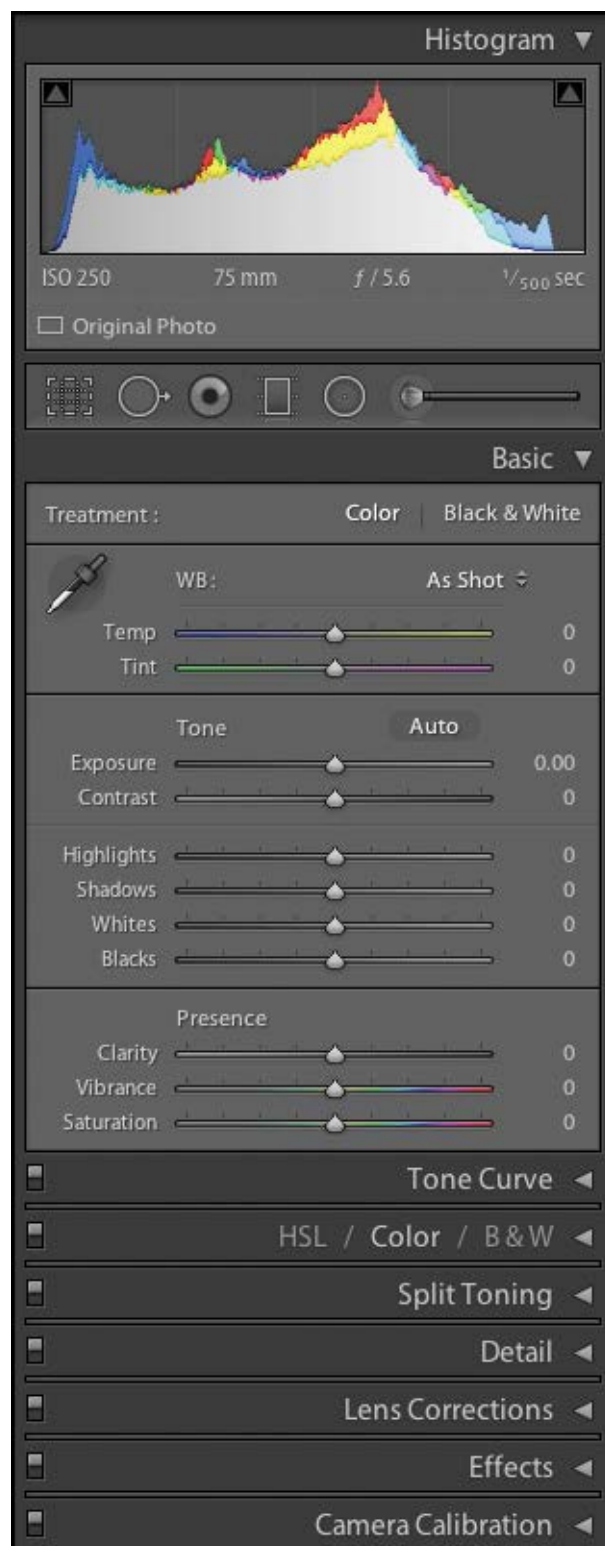 Histogram
ISO 250 75 mm ƒ / 5.6 1/500 sec
Original Photo
Basic
Treatment : Color Black & White
WB: As Shot
Temp 0
Tint 0
Tone Auto
Exposure 0.00
Contrast 0
Highlights 0
Shadows 0
Whites 0
Blacks 0
Presence
Clarity 0
Vibrance 0
Saturation 0
Tone Curve
HSL / Color / B & W
Split Toning
Detail
Lens Corrections
Effects
Camera Calibration